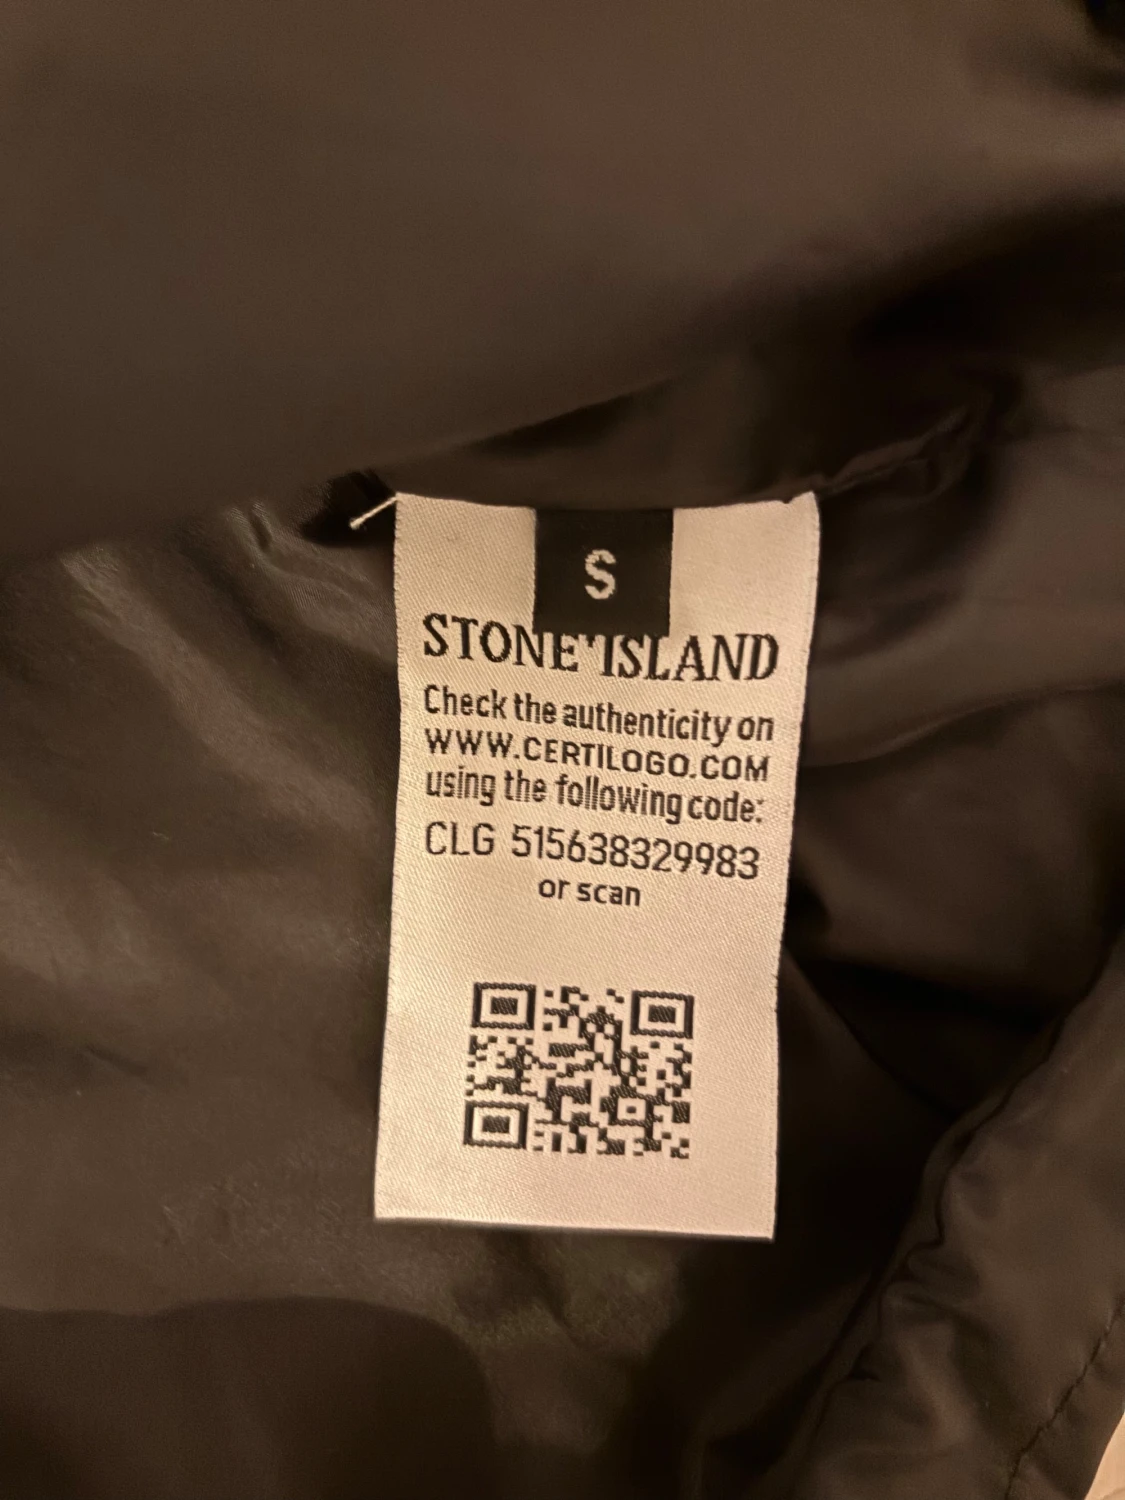 S
STONE ISLAND
Check the authenticity on
WWW.CERTILOGO.COM
using the following code:
CLG 515638329983
or scan